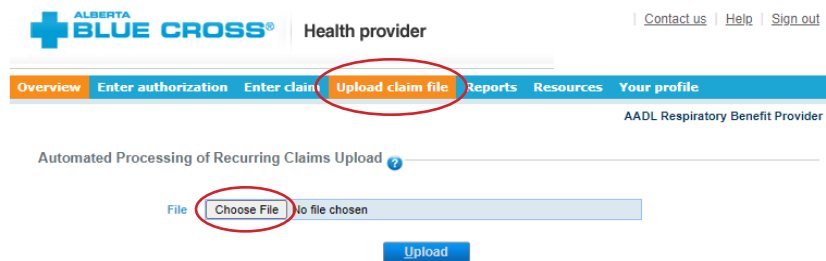 ALBERTA
BLUE CROSS® Health provider
Contact us | Help | Sign out
Overview Enter authorization Enter claim Upload claim file Reports Resources Your profile
AADL Respiratory Benefit Provider
Automated Processing of Recurring Claims Upload ?
File Choose File No file chosen
Upload